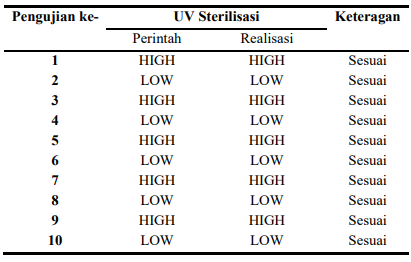 Pengujian ke- UV Sterilisasi Keteragan
Perintah Realisasi
1 HIGH HIGH Sesuai
2 LOW LOW Sesuai
3 HIGH HIGH Sesuai
4 LOW LOW Sesuai
5 HIGH HIGH Sesuai
6 LOW LOW Sesuai
7 HIGH HIGH Sesuai
8 LOW LOW Sesuai
9 HIGH HIGH Sesuai
10 LOW LOW Sesuai